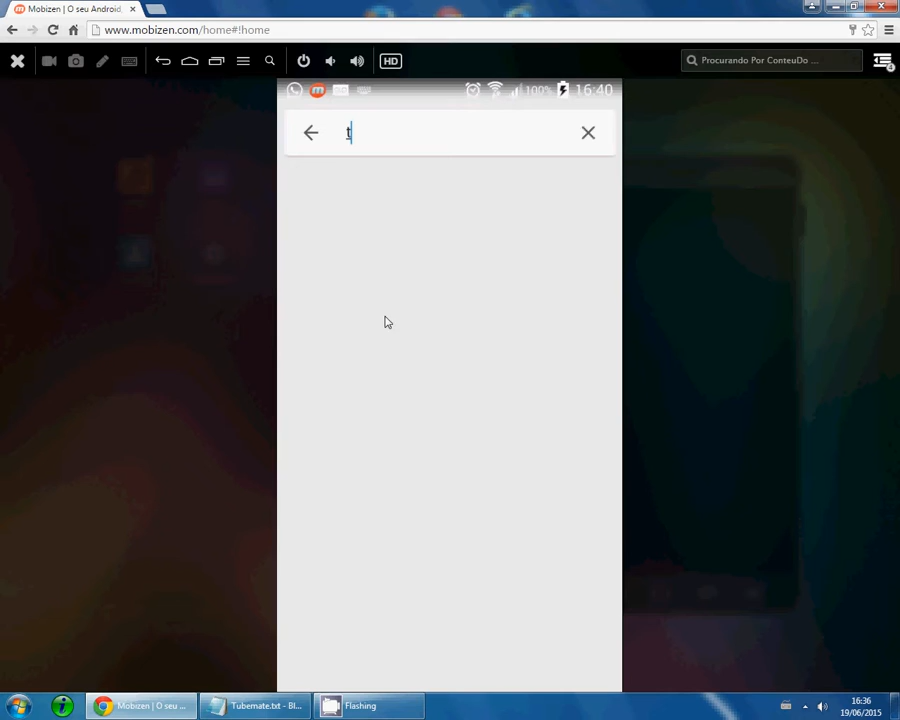 Mobizen | O seu Android,
www.mobizen.com/home#!home
HD
Procurando Por ConteuDo ...
100%
16:40
t
Mobizen | O seu ...
Tubemate.txt - Bl...
Flashing
16:36
19/06/2015